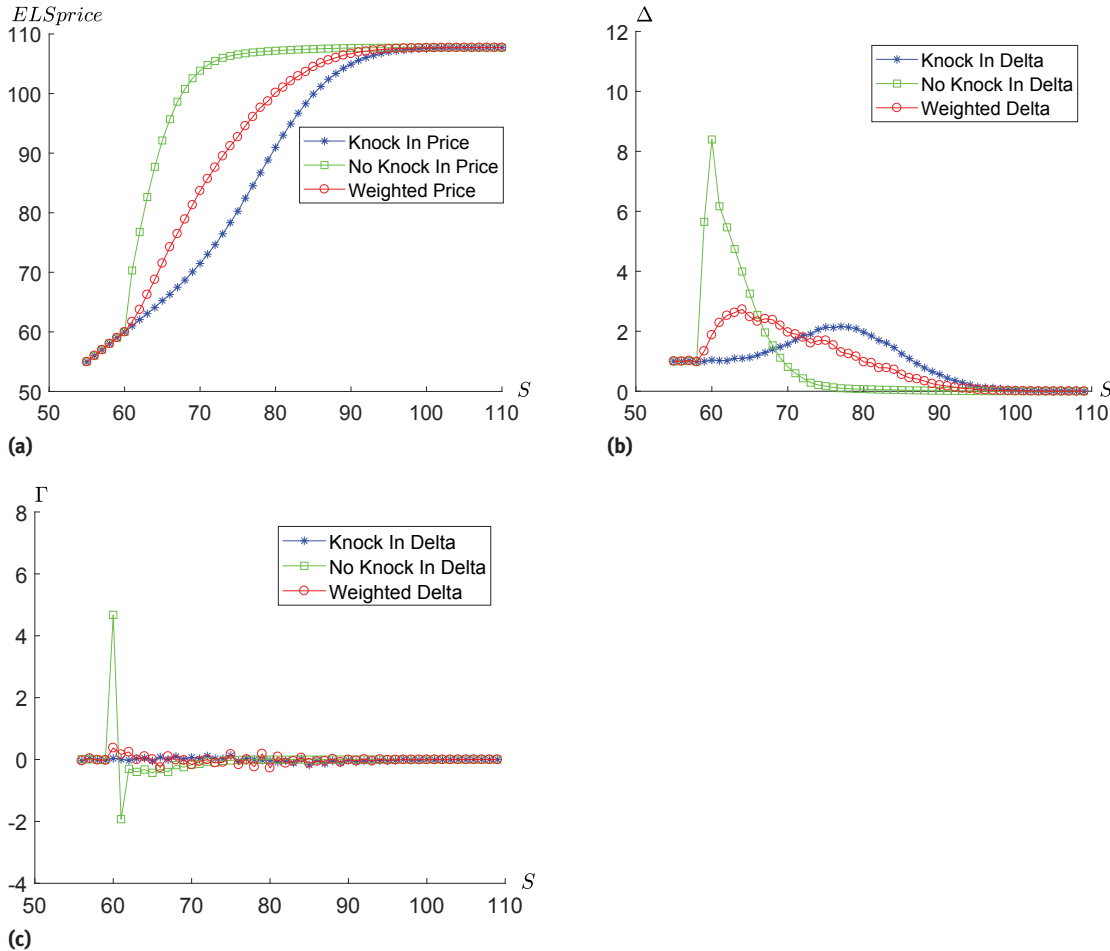 ELSprice
110
100
90
80
70
60
50
50 60 70 80 90 100 110
S
Knock In Price
No Knock In Price
Weighted Price
(a)
Δ
12
10
8
6
4
2
0
50 60 70 80 90 100 110
S
Knock In Delta
No Knock In Delta
Weighted Delta
(b)
Γ
8
6
4
2
0
-2
-4
50 60 70 80 90 100 110
S
Knock In Delta
No Knock In Delta
Weighted Delta
(c)